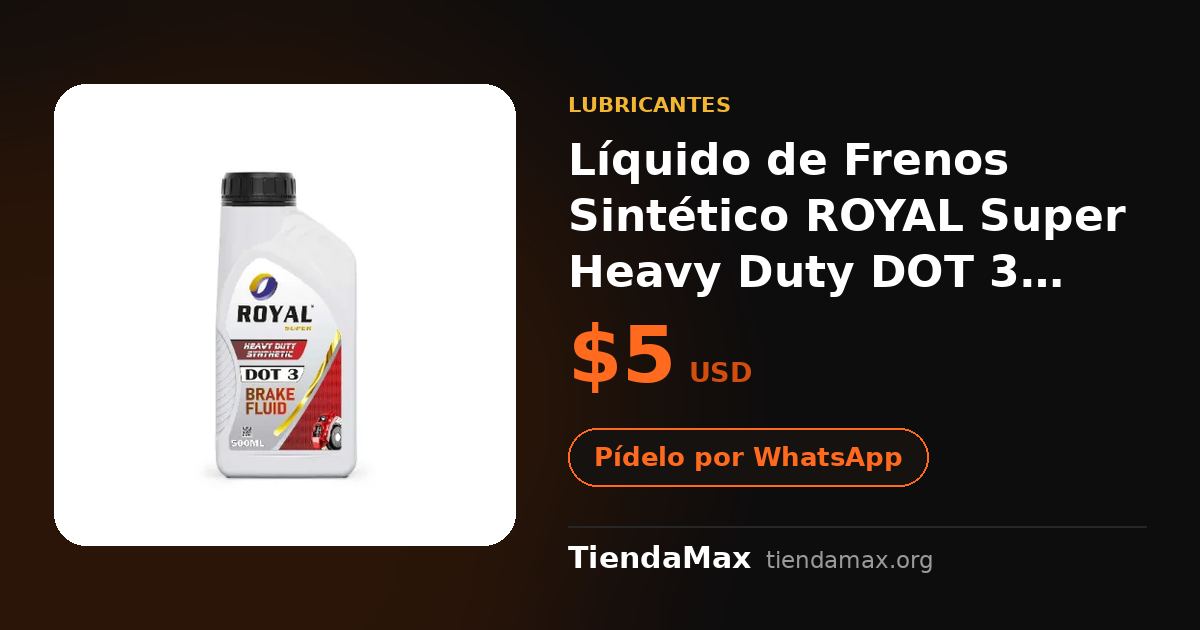 LUBRICANTES
Líquido de Frenos
Sintético ROYAL Super
Heavy Duty DOT 3…
$5 USD
Pídelo por WhatsApp
TiendaMax tiendamax.org
ROYAL
SUPER
HEAVY DUTY
SYNTHETIC
DOT 3
BRAKE
FLUID
500ML